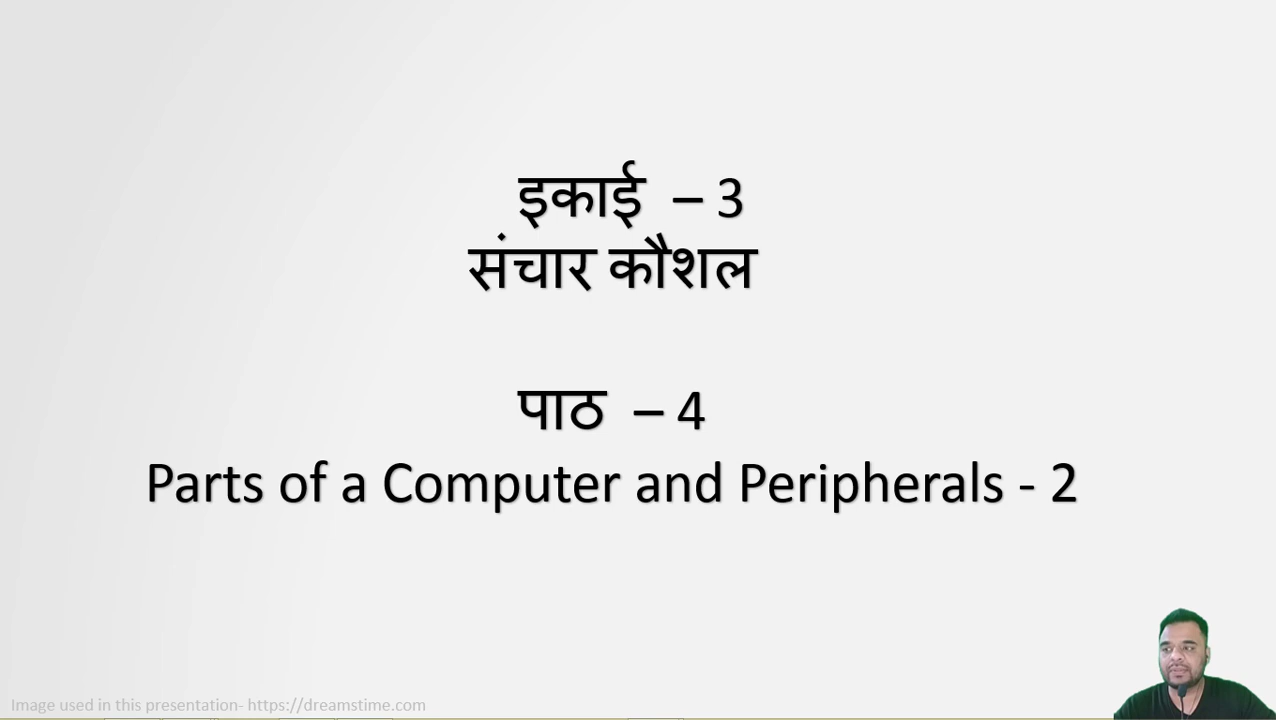 इकाई – 3
संचार कौशल
पाठ – 4
Parts of a Computer and Peripherals - 2
Image used in this presentation- https://dreamstime.com